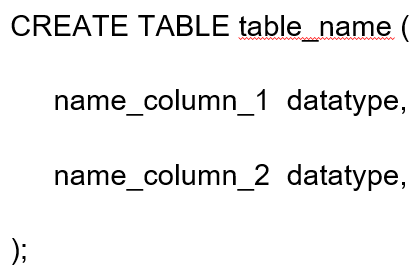 CREATE TABLE table_name (
name_column_1 datatype,
name_column_2 datatype,
);